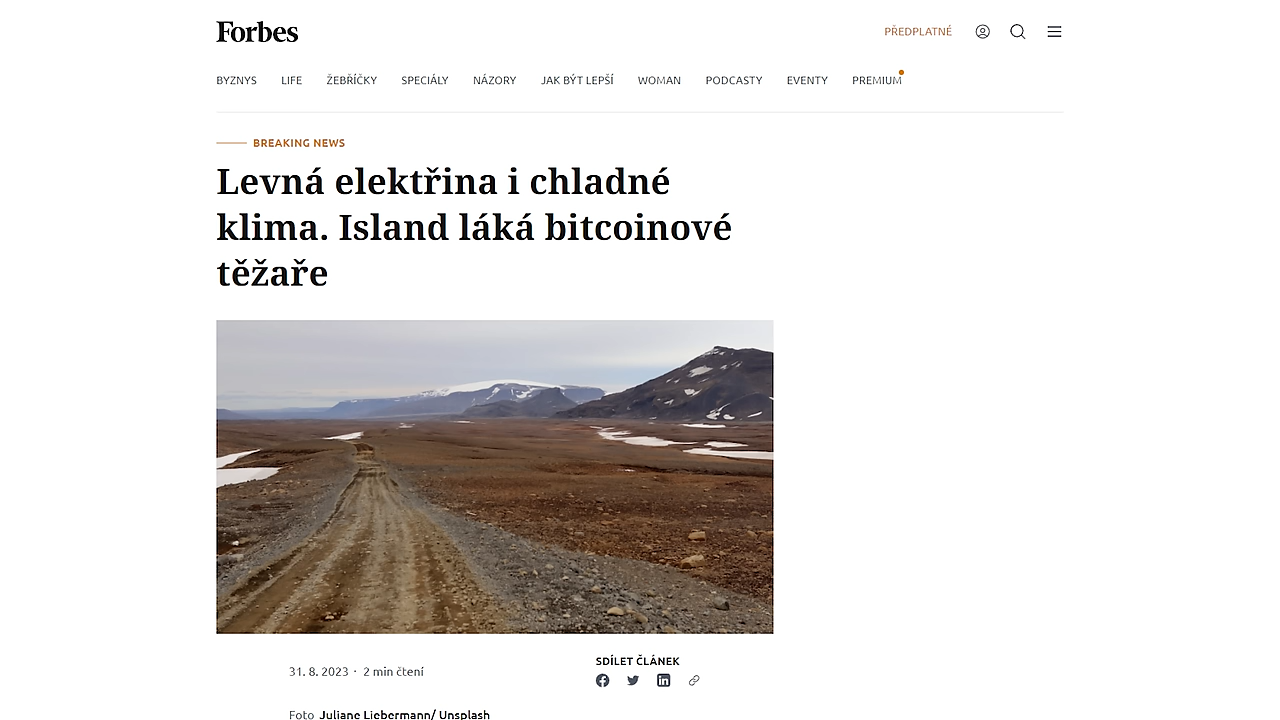 Forbes
PŘEDPLATNÉ
BYZNYS LIFE ŽEBŘÍČKY SPECIÁLY NÁZORY JAK BÝT LEPŠÍ WOMAN PODCASTY EVENTY PREMIUM
BREAKING NEWS
Levná elektřina i chladné
klima. Island láká bitcoinové
těžaře
SDÍLET ČLÁNEK
31. 8. 2023 · 2 min čtení
Foto Juliane Liebermann/ Unsplash